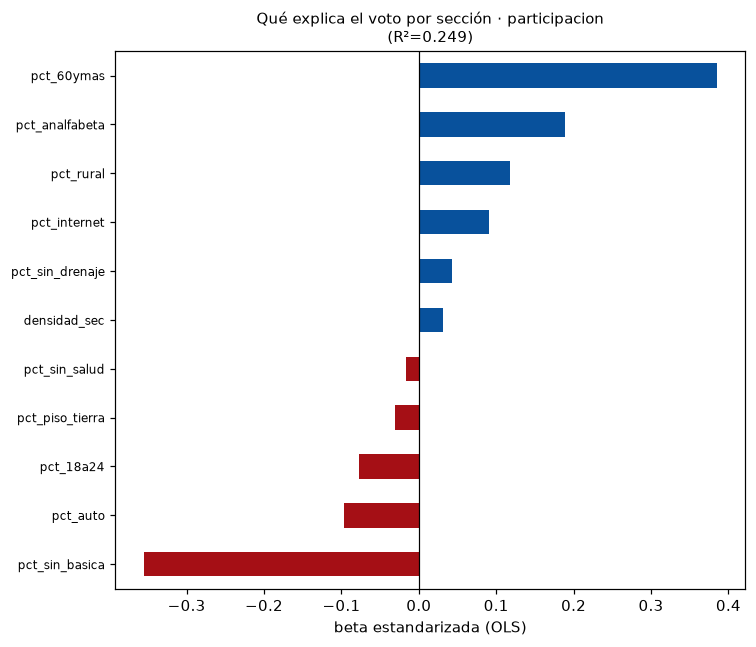 Qué explica el voto por sección · participacion
(R²=0.249)
pct_60ymas
pct_analfabeta
pct_rural
pct_internet
pct_sin_drenaje
densidad_sec
pct_sin_salud
pct_piso_tierra
pct_18a24
pct_auto
pct_sin_basica
−0.3 −0.2 −0.1 0.0 0.1 0.2 0.3 0.4
beta estandarizada (OLS)